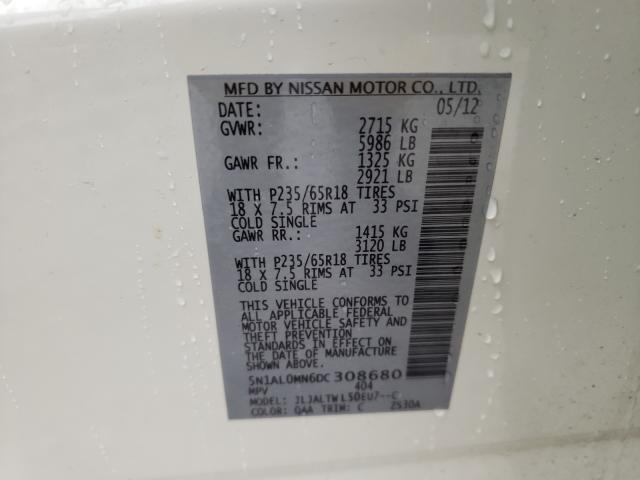 MFD BY NISSAN MOTOR CO., LTD.
DATE: 05/12
GVWR: 2715 KG
5986 LB
GAWR FR.: 1325 KG
2921 LB
WITH P235/65R18 TIRES
18 X 7.5 RIMS AT 33 PSI
COLD SINGLE
GAWR RR.: 1415 KG
3120 LB
WITH P235/65R18 TIRES
18 X 7.5 RIMS AT 33 PSI
COLD SINGLE
THIS VEHICLE CONFORMS TO
ALL APPLICABLE FEDERAL
MOTOR VEHICLE SAFETY AND
THEFT PREVENTION
STANDARDS IN EFFECT ON
THE DATE OF MANUFACTURE
SHOWN ABOVE.
5N1AL0MN6DC308680
MPV 404
MODEL: JLJALTWL50EU7--C
COLOR: QAA TRIM: C 2530A